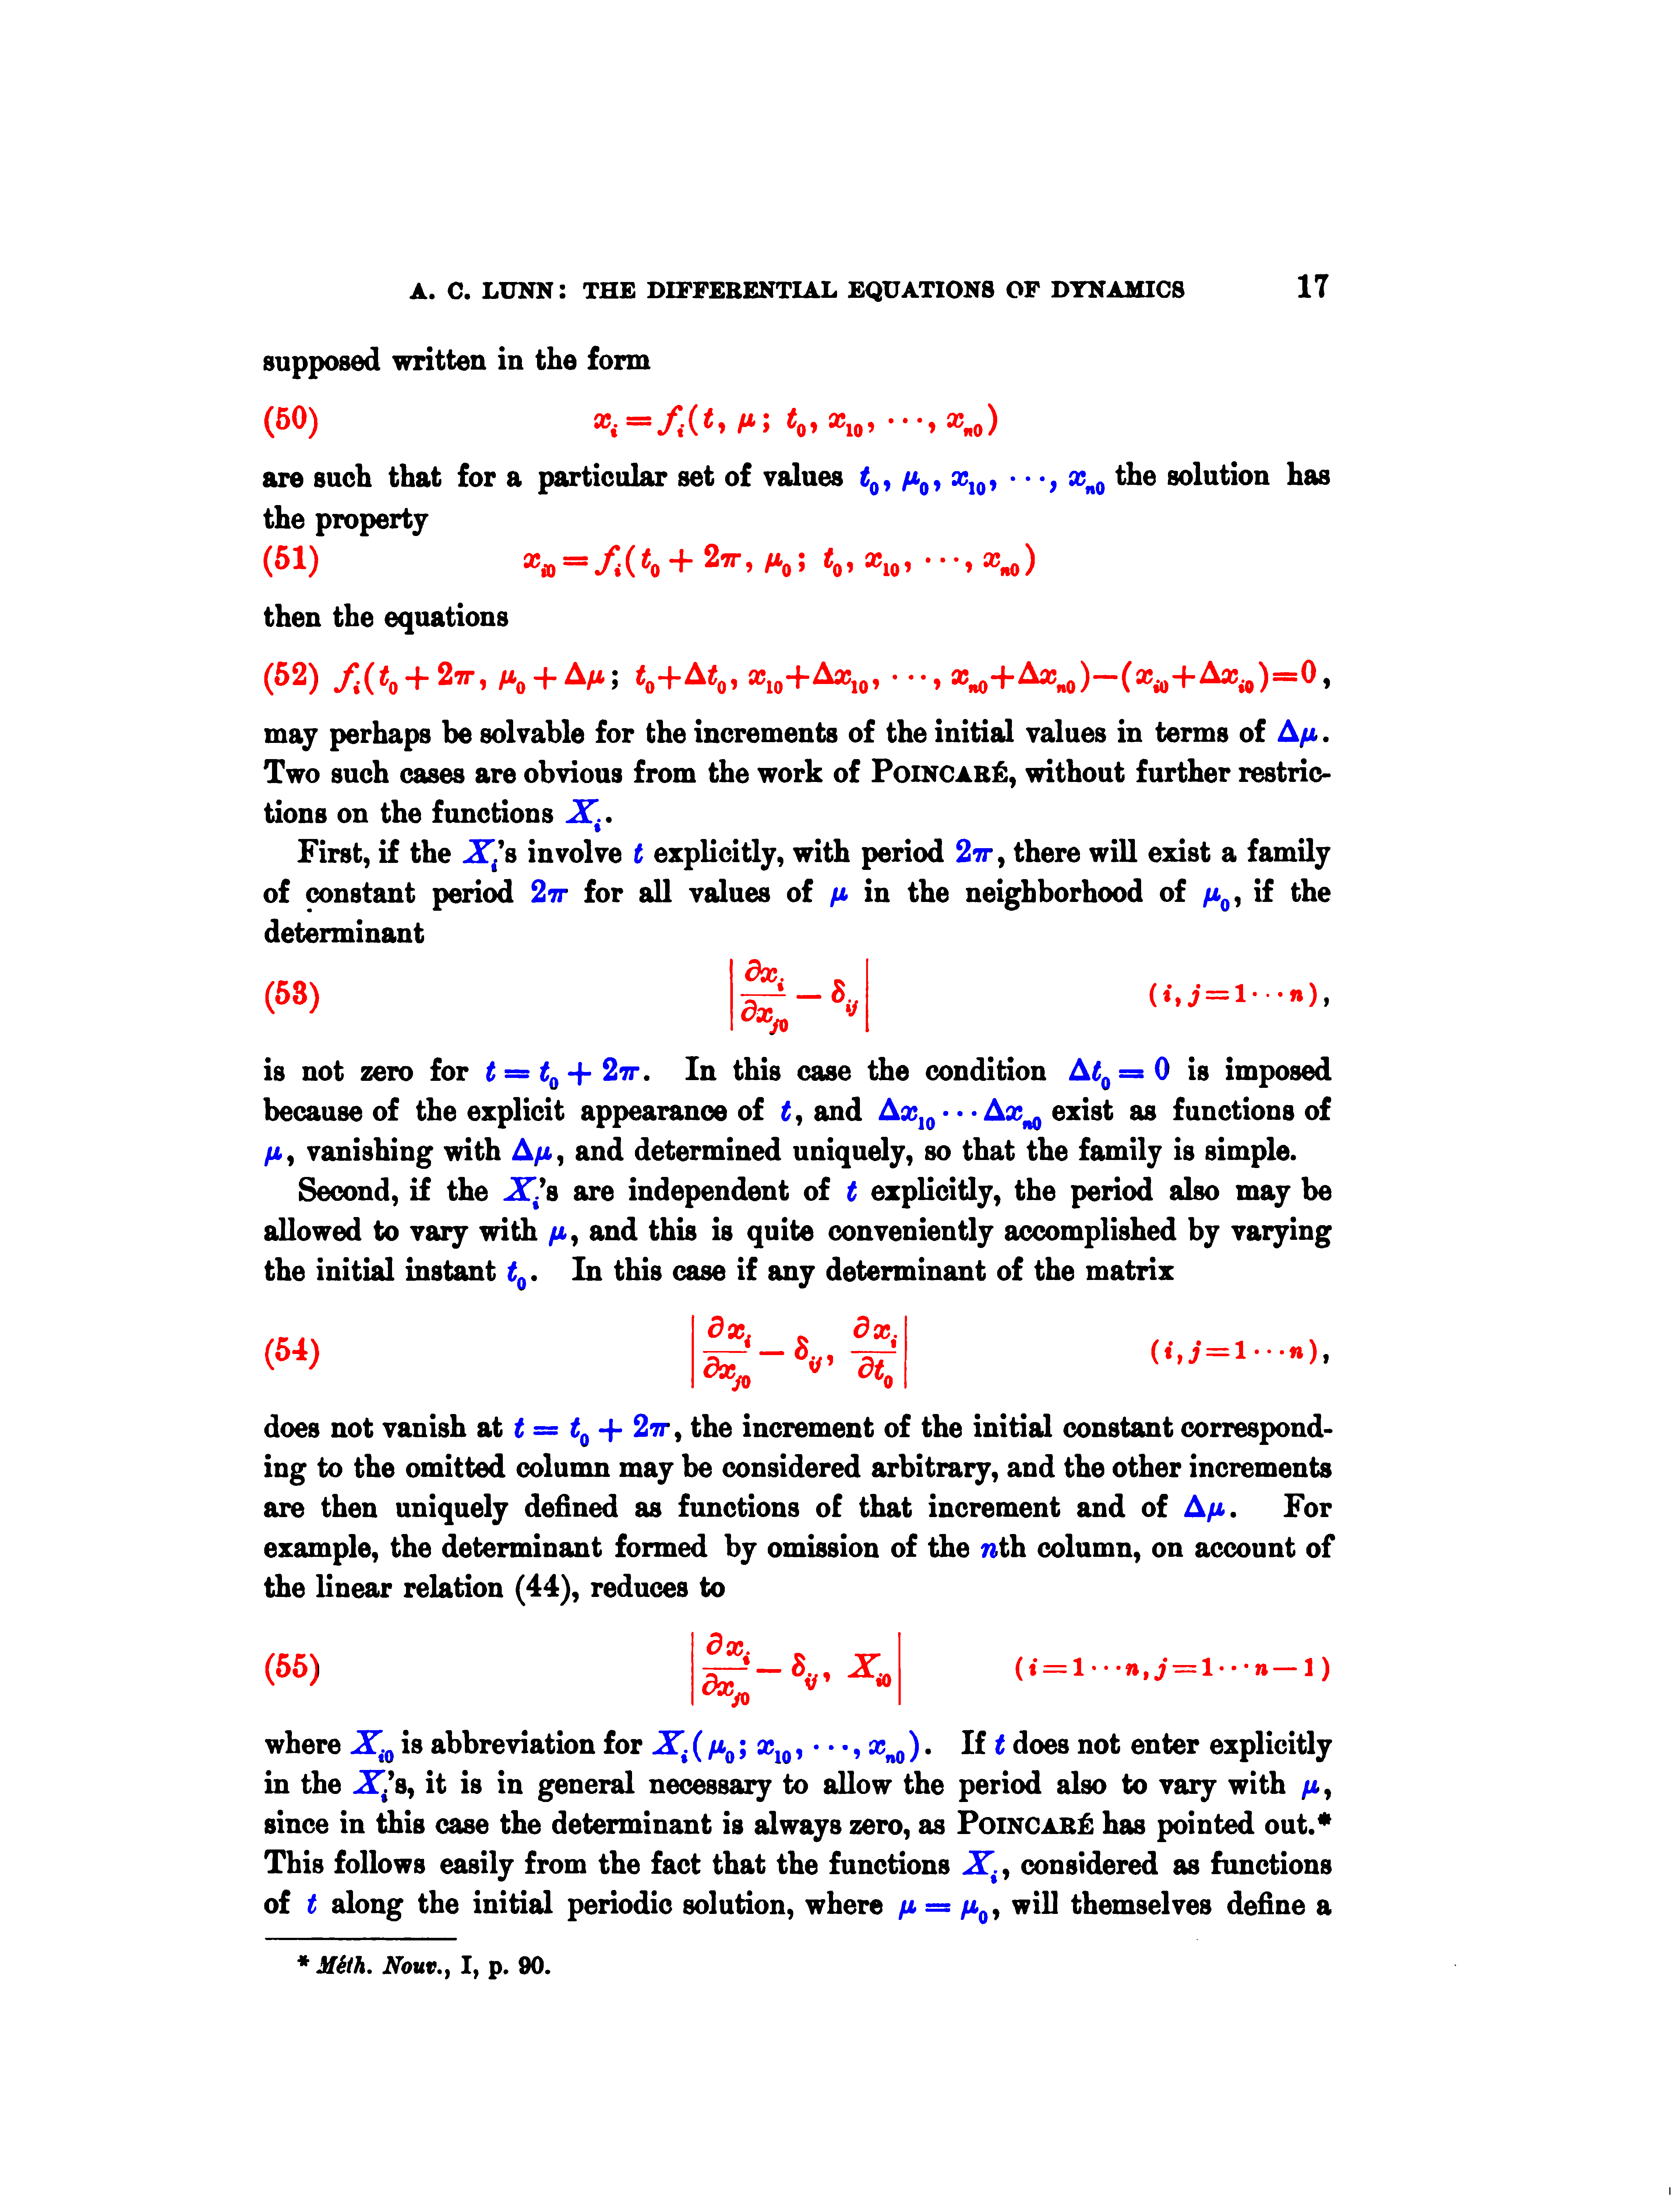 A. C. LUNN: THE DIFFERENTIAL EQUATIONS OF DYNAMICS 17
supposed written in the form
(50) $x_i = f_i(t, \mu; t_0, x_{10}, \cdots, x_{n0})$
are such that for a particular set of values $t_0, \mu_0, x_{10}, \cdots, x_{n0}$ the solution has
the property
(51) $x_{i0} = f_i(t_0 + 2\pi, \mu_0; t_0, x_{10}, \cdots, x_{n0})$
then the equations
(52) $f_i(t_0 + 2\pi, \mu_0 + \Delta\mu; t_0 + \Delta t_0, x_{10} + \Delta x_{10}, \cdots, x_{n0} + \Delta x_{n0}) - (x_{i0} + \Delta x_{i0}) = 0,$
may perhaps be solvable for the increments of the initial values in terms of $\Delta\mu$.
Two such cases are obvious from the work of POINCARÉ, without further restric-
tions on the functions $X_i$.
First, if the $X_i$'s involve $t$ explicitly, with period $2\pi$, there will exist a family
of constant period $2\pi$ for all values of $\mu$ in the neighborhood of $\mu_0$, if the
determinant
(53) $\left| \frac{\partial x_i}{\partial x_{j0}} - \delta_{ij} \right|$ $(i, j = 1 \cdots n),$
is not zero for $t = t_0 + 2\pi$. In this case the condition $\Delta t_0 = 0$ is imposed
because of the explicit appearance of $t$, and $\Delta x_{10} \cdots \Delta x_{n0}$ exist as functions of
$\mu$, vanishing with $\Delta\mu$, and determined uniquely, so that the family is simple.
Second, if the $X_i$'s are independent of $t$ explicitly, the period also may be
allowed to vary with $\mu$, and this is quite conveniently accomplished by varying
the initial instant $t_0$. In this case if any determinant of the matrix
(54) $\left| \frac{\partial x_i}{\partial x_{j0}} - \delta_{ij}, \frac{\partial x_i}{\partial t_0} \right|$ $(i, j = 1 \cdots n),$
does not vanish at $t = t_0 + 2\pi$, the increment of the initial constant correspond-
ing to the omitted column may be considered arbitrary, and the other increments
are then uniquely defined as functions of that increment and of $\Delta\mu$. For
example, the determinant formed by omission of the $n$th column, on account of
the linear relation (44), reduces to
(55) $\left| \frac{\partial x_i}{\partial x_{j0}} - \delta_{ij}, X_{i0} \right|$ $(i = 1 \cdots n, j = 1 \cdots n - 1)$
where $X_{i0}$ is abbreviation for $X_i(\mu_0; x_{10}, \cdots, x_{n0})$. If $t$ does not enter explicitly
in the $X_i$'s, it is in general necessary to allow the period also to vary with $\mu$,
since in this case the determinant is always zero, as POINCARÉ has pointed out.*
This follows easily from the fact that the functions $X_i$, considered as functions
of $t$ along the initial periodic solution, where $\mu = \mu_0$, will themselves define a
* Méth. Nouv., I, p. 90.